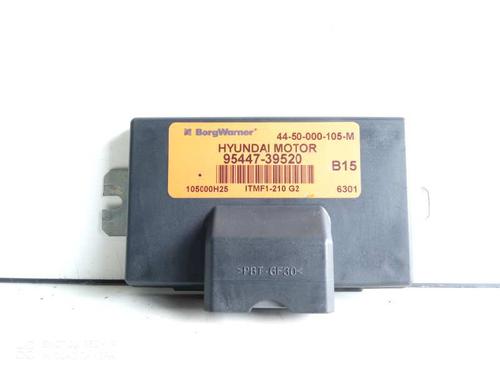 BorgWarner
44-50-000-105-M
HYUNDAI MOTOR
95447-39520
B15
105000H25
ITMF1-210 G2
6301
>PBT-GF30<